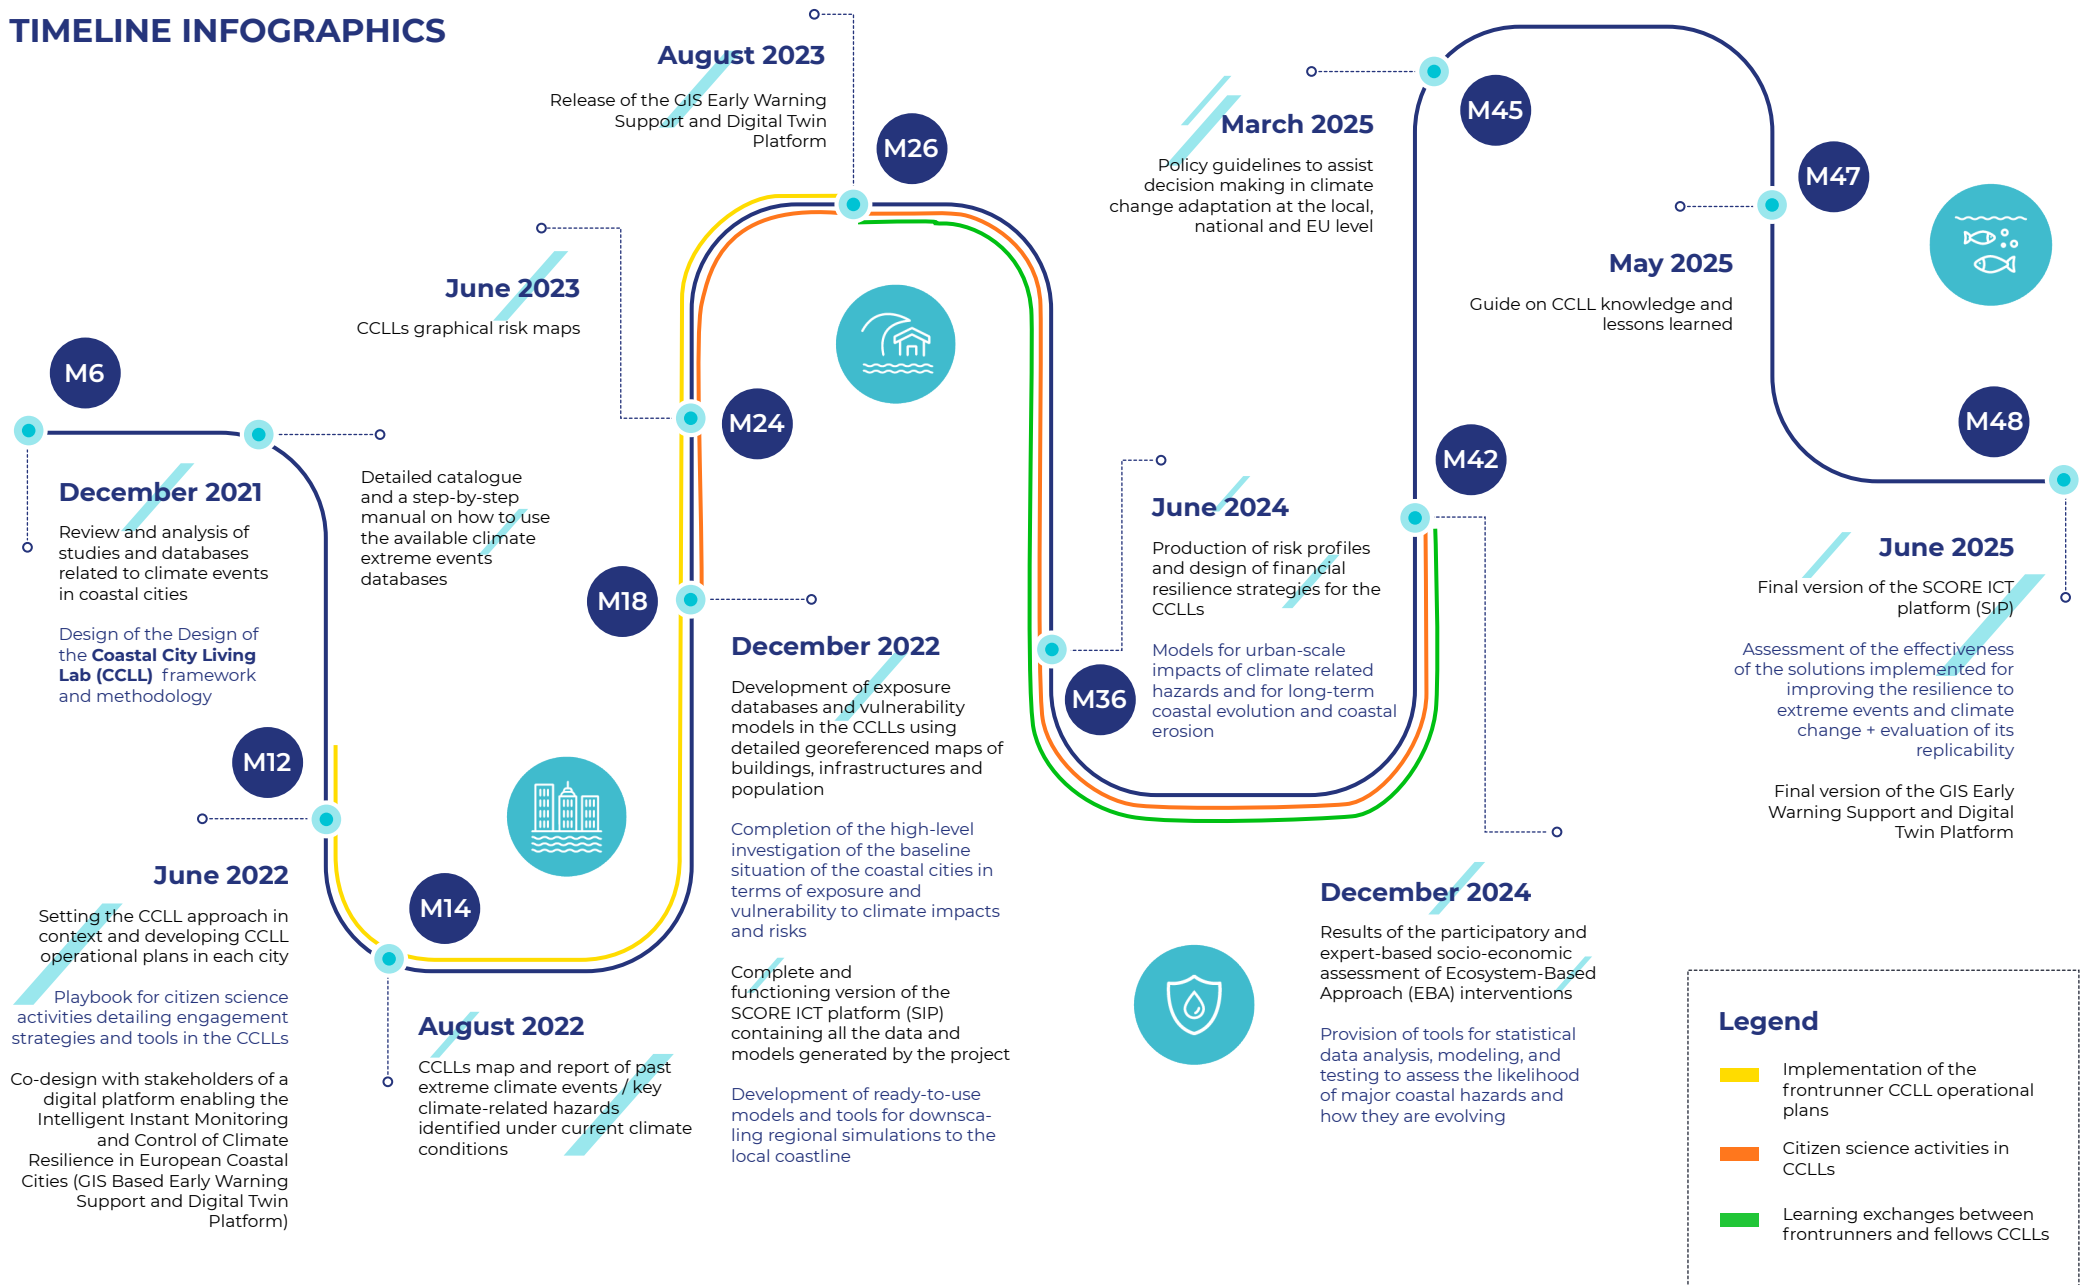 TIMELINE INFOGRAPHICS
M6
December 2021
Review and analysis of
studies and databases
related to climate events
in coastal cities
Design of the Design of
the Coastal City Living
Lab (CCLL) framework
and methodology
Detailed catalogue
and a step-by-step
manual on how to use
the available climate
extreme events
databases
M12
June 2022
Setting the CCLL approach in
context and developing CCLL
operational plans in each city
Playbook for citizen science
activities detailing engagement
strategies and tools in the CCLLs
Co-design with stakeholders of a
digital platform enabling the
Intelligent Instant Monitoring
and Control of Climate
Resilience in European Coastal
Cities (GIS Based Early Warning
Support and Digital Twin
Platform)
M14
August 2022
CCLLs map and report of past
extreme climate events / key
climate-related hazards
identified under current climate
conditions
M18
December 2022
Development of exposure
databases and vulnerability
models in the CCLLs using
detailed georeferenced maps of
buildings, infrastructures and
population
Completion of the high-level
investigation of the baseline
situation of the coastal cities in
terms of exposure and
vulnerability to climate impacts
and risks
Complete and
functioning version of the
SCORE ICT platform (SIP)
containing all the data and
models generated by the project
Development of ready-to-use
models and tools for downsca-
ling regional simulations to the
local coastline
M24
June 2023
CCLLs graphical risk maps
M26
August 2023
Release of the GIS Early Warning
Support and Digital Twin
Platform
M36
June 2024
Production of risk profiles
and design of financial
resilience strategies for the
CCLLs
Models for urban-scale
impacts of climate related
hazards and for long-term
coastal evolution and coastal
erosion
M42
December 2024
Results of the participatory and
expert-based socio-economic
assessment of Ecosystem-Based
Approach (EBA) interventions
Provision of tools for statistical
data analysis, modeling, and
testing to assess the likelihood
of major coastal hazards and
how they are evolving
M45
March 2025
Policy guidelines to assist
decision making in climate
change adaptation at the local,
national and EU level
M47
May 2025
Guide on CCLL knowledge and
lessons learned
M48
June 2025
Final version of the SCORE ICT
platform (SIP)
Assessment of the effectiveness
of the solutions implemented for
improving the resilience to
extreme events and climate
change + evaluation of its
replicability
Final version of the GIS Early
Warning Support and Digital
Twin Platform
Legend
Implementation of the
frontrunner CCLL operational
plans
Citizen science activities in
CCLLs
Learning exchanges between
frontrunners and fellows CCLLs